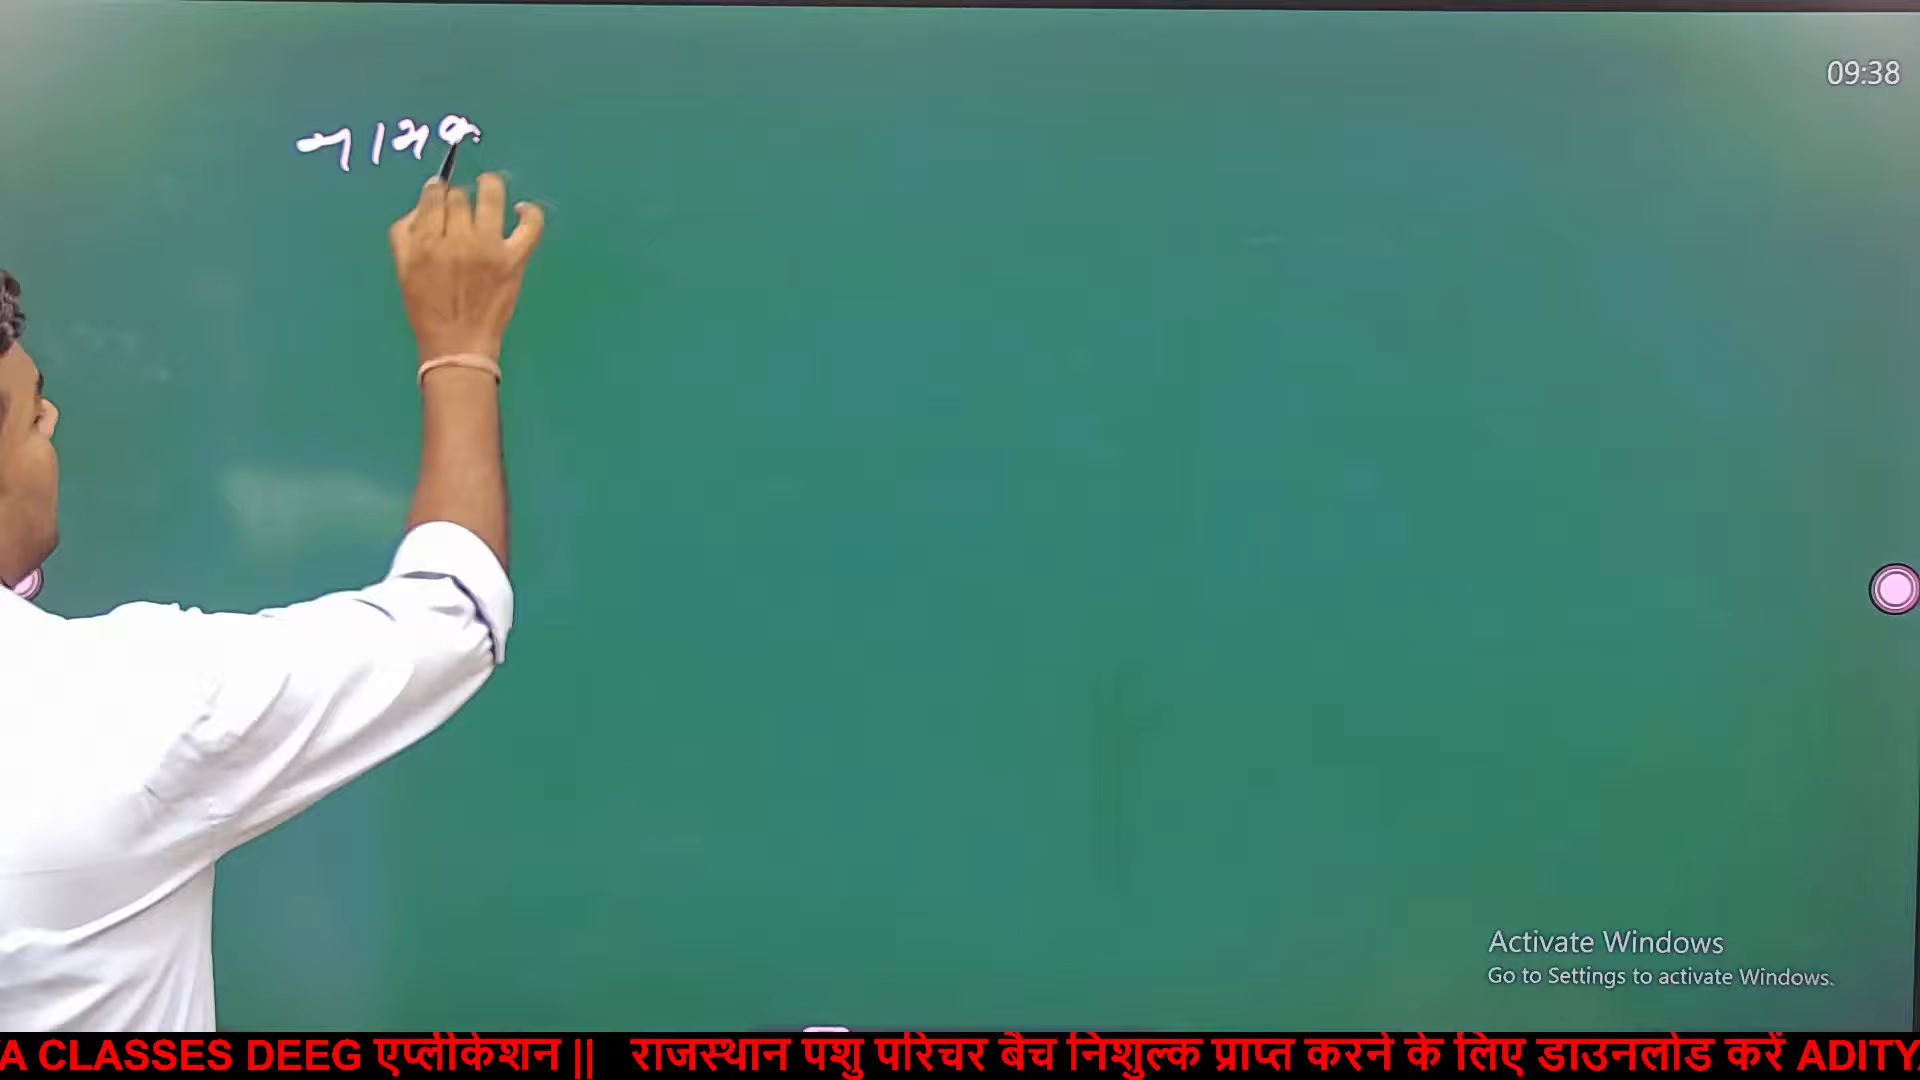 09:38
नामक
Activate Windows
Go to Settings to activate Windows.
A CLASSES DEEG एप्लीकेशन || राजस्थान पशु परिचर बैच निशुल्क प्राप्त करने के लिए डाउनलोड करें ADITY